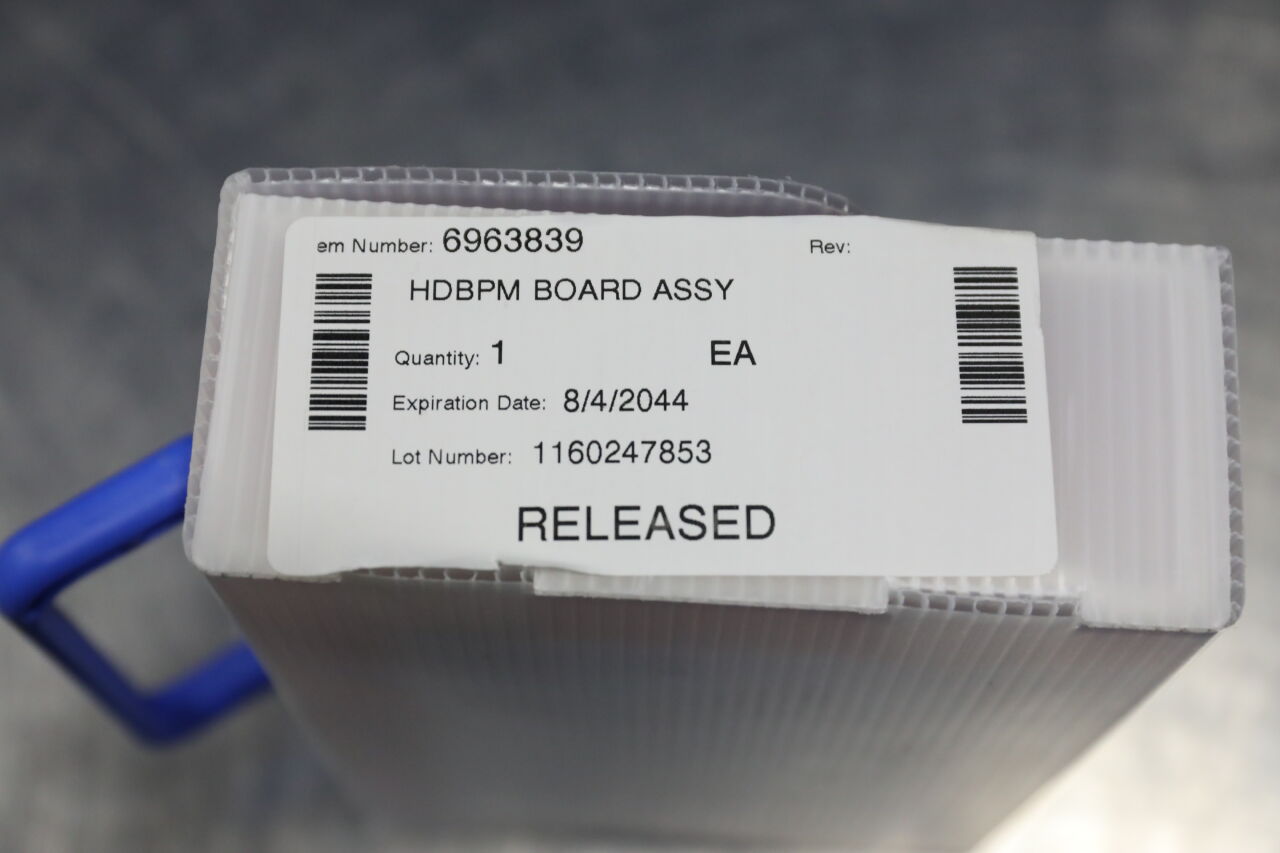 em Number: 6963839 Rev:
HDBPM BOARD ASSY
Quantity: 1 EA
Expiration Date: 8/4/2044
Lot Number: 1160247853
RELEASED